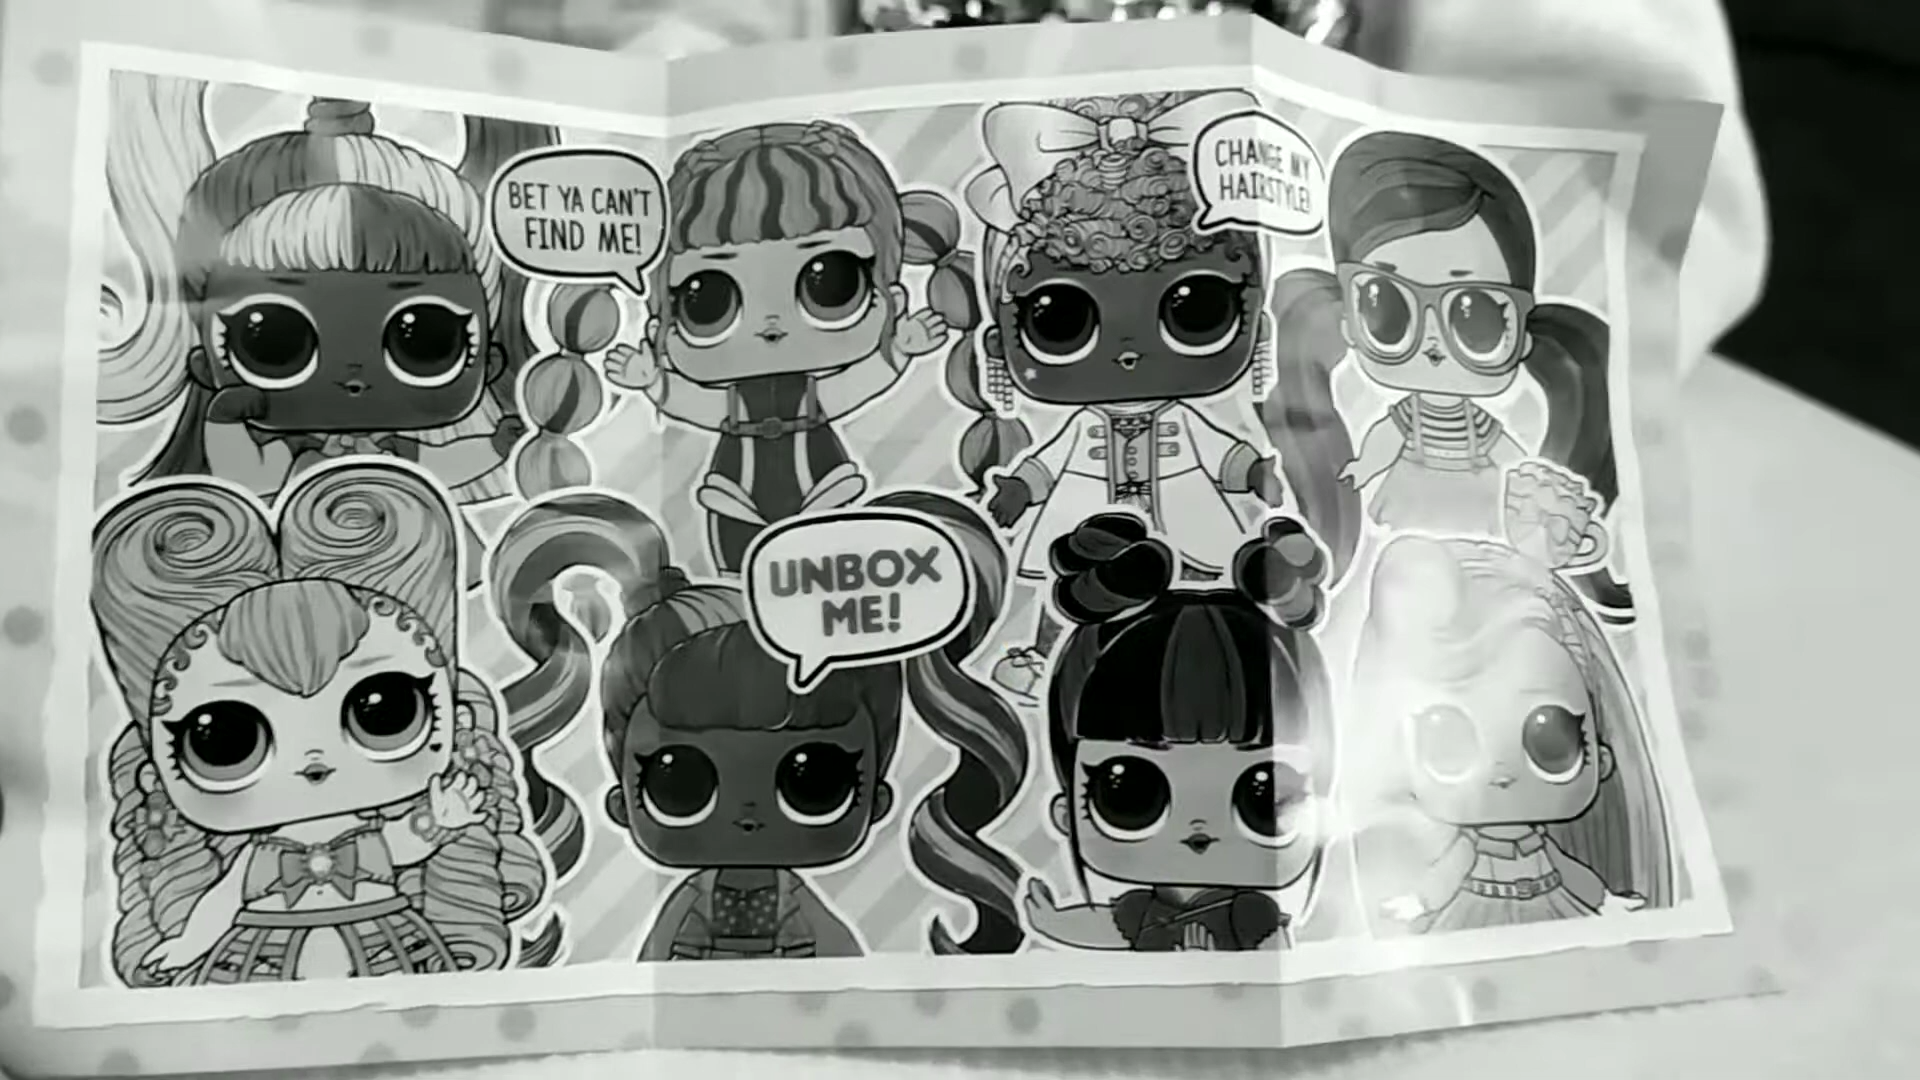 BET YA CAN'T
FIND ME!
CHANGE MY
HAIRSTYLE!
UNBOX
ME!